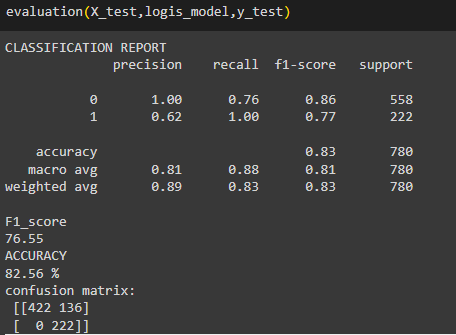 evaluation(X_test,logis_model,y_test)
CLASSIFICATION REPORT
precision    recall  f1-score   support
0       1.00      0.76      0.86       558
1       0.62      1.00      0.77       222
accuracy                           0.83       780
macro avg       0.81      0.88      0.81       780
weighted avg       0.89      0.83      0.83       780
F1_score
76.55
ACCURACY
82.56 %
confusion matrix:
[[422 136]
[  0 222]]